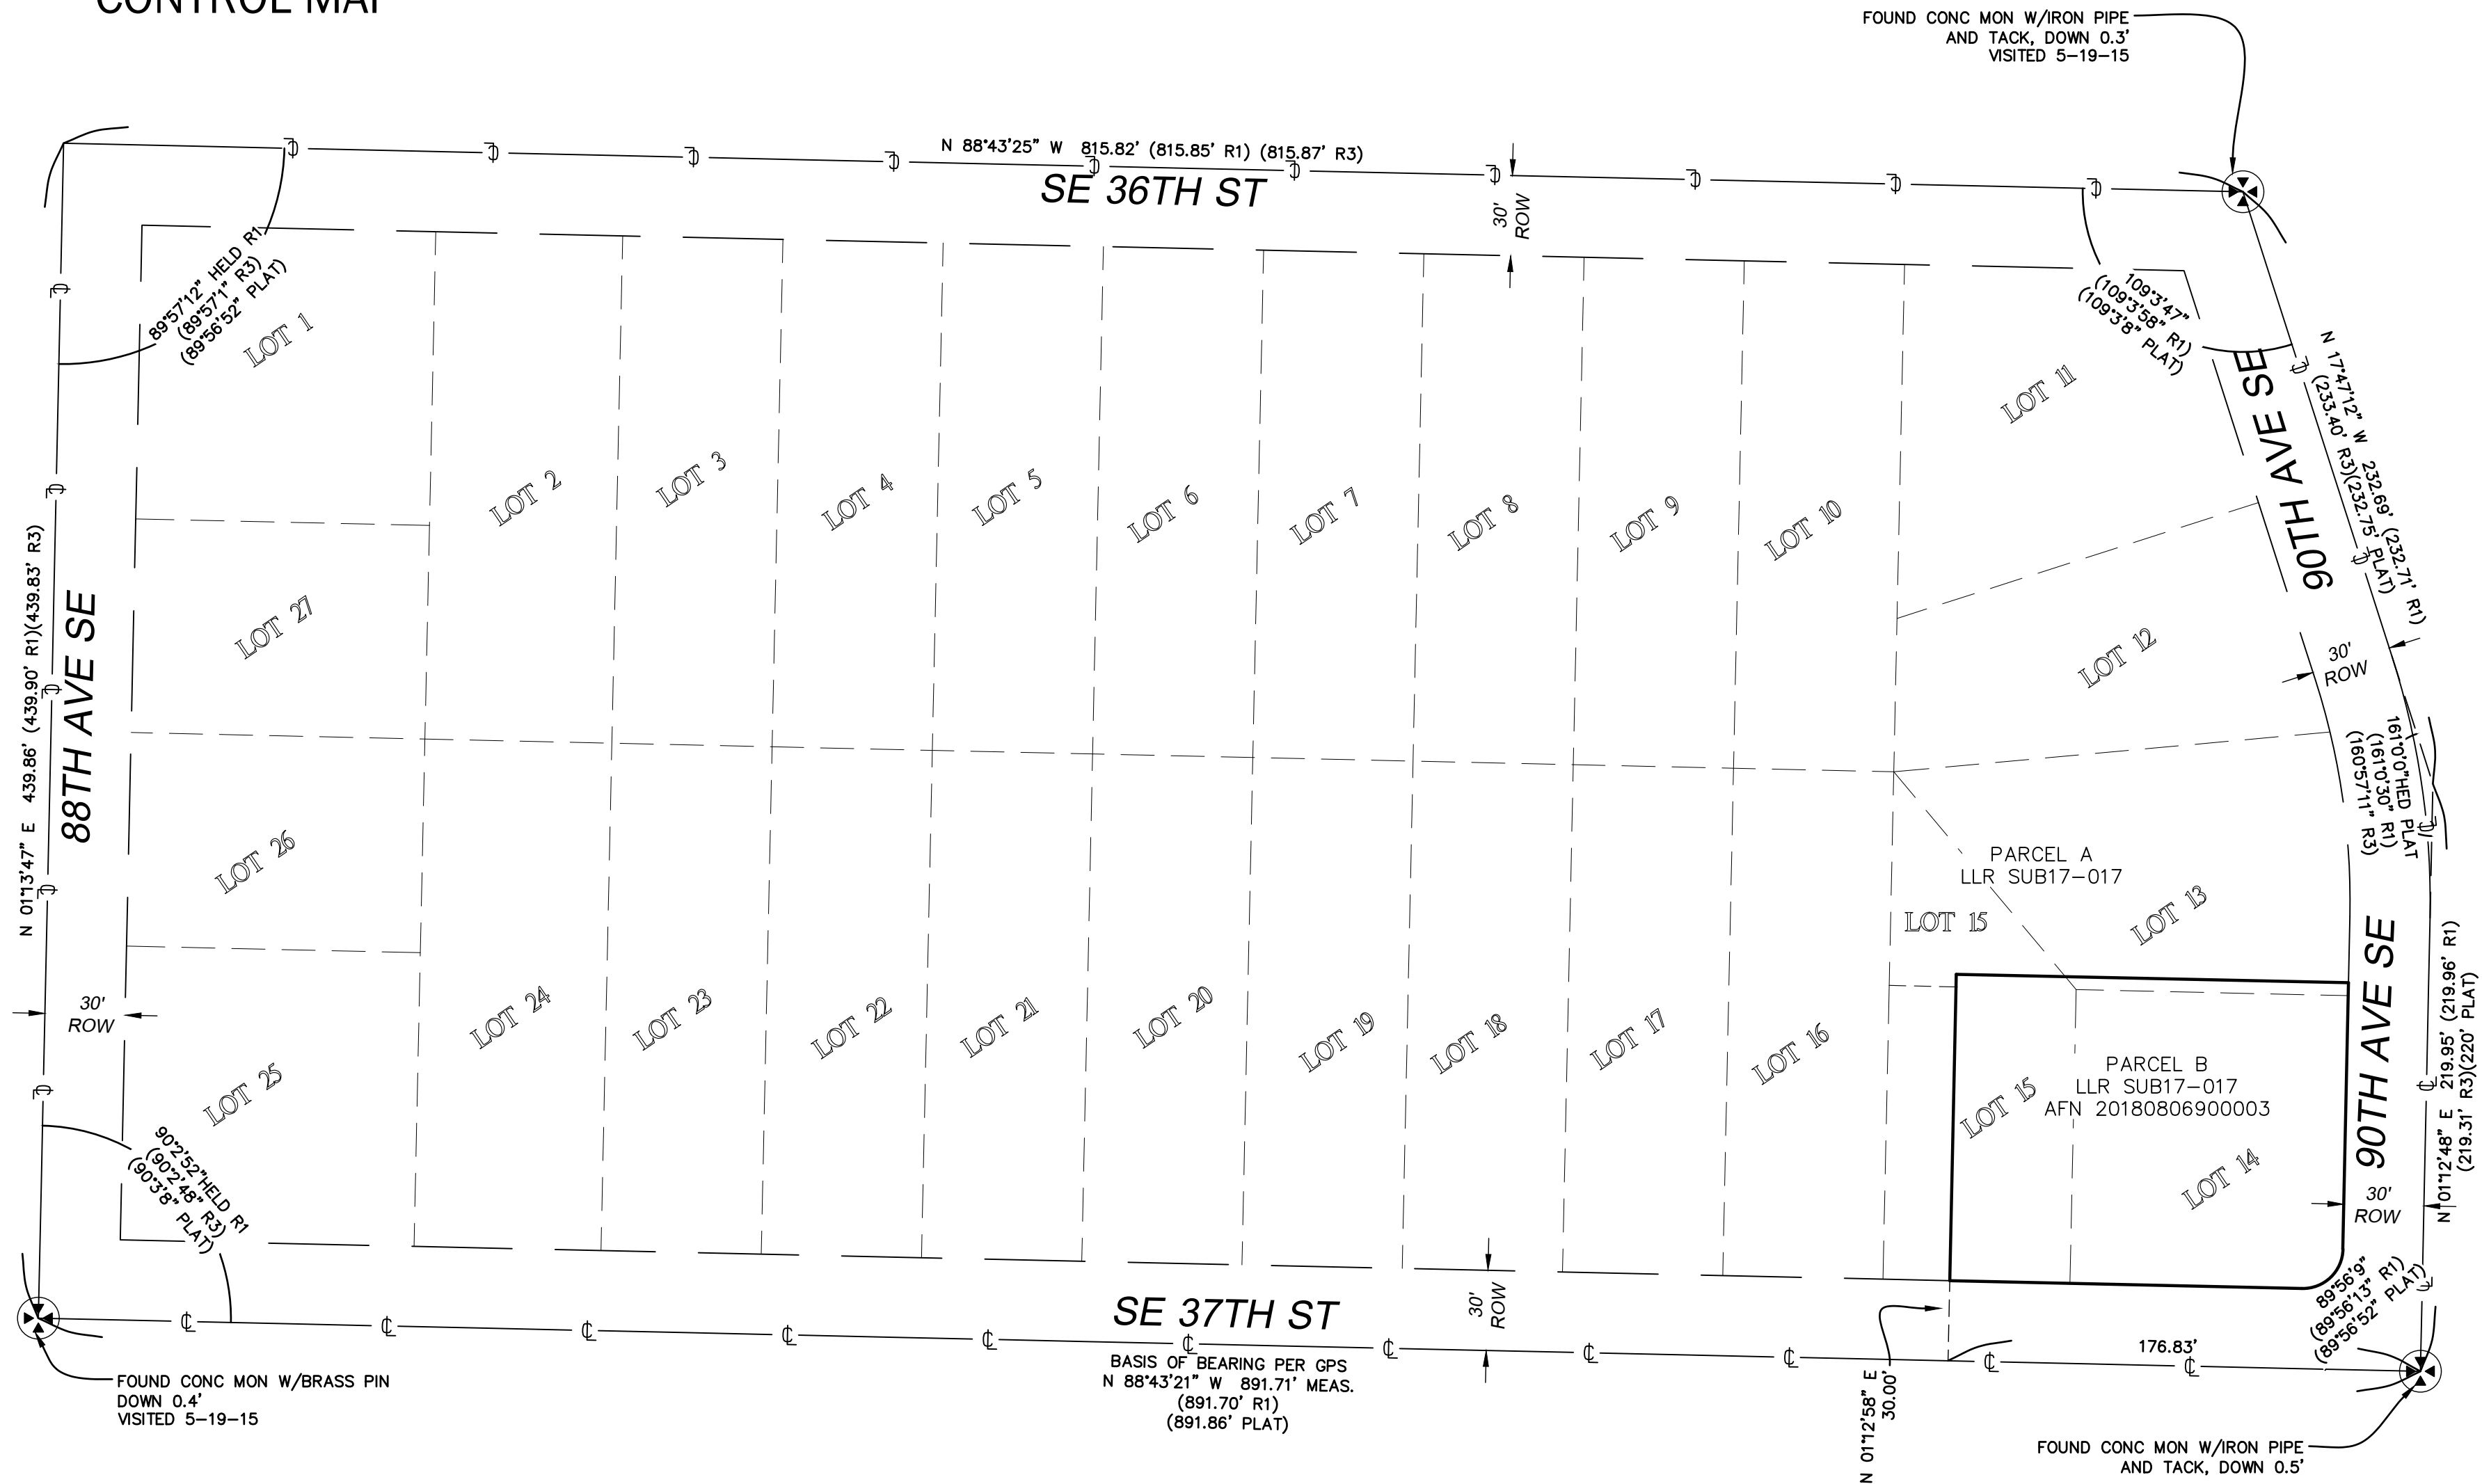 CONTROL MAP
FOUND CONC MON W/IRON PIPE
AND TACK, DOWN 0.3'
VISITED 5-19-15
N 88°43'25" W 815.82' (815.85' R1) (815.87' R3)
SE 36TH ST
30'
ROW
89°57'12" HELD R1
(89°57'1" R3)
(89°56'52" PLAT)
109°3'47"
(109°3'58" R1)
(109°3'8" PLAT)
LOT 1
LOT 2
LOT 3
LOT 4
LOT 5
LOT 6
LOT 7
LOT 8
LOT 9
LOT 10
LOT 11
90TH AVE SE
N 17°47'12" W 232.69' (232.71' R1)
(233.40' R3)(232.75' PLAT)
N 01°13'47" E 439.86' (439.90' R1)(439.83' R3)
88TH AVE SE
LOT 27
LOT 12
30'
ROW
161°0'0"HED PLAT
(161°0'30" R1)
(160°57'11" R3)
LOT 26
PARCEL A
LLR SUB17-017
LOT 15
LOT 13
30'
ROW
LOT 25
LOT 24
LOT 23
LOT 22
LOT 21
LOT 20
LOT 19
LOT 18
LOT 17
LOT 16
PARCEL B
LLR SUB17-017
AFN 20180806900003
LOT 15
LOT 14
90TH AVE SE
30'
ROW
N 01°12'48" E 219.95' (219.96' R1)
(219.31' R3)(220' PLAT)
90°2'52"HELD R1
(90°2'48" R3)
(90°3'8" PLAT)
89°56'9"
(89°56'13" R1)
(89°56'52" PLAT)
SE 37TH ST
30'
ROW
176.83'
BASIS OF BEARING PER GPS
N 88°43'21" W 891.71' MEAS.
(891.70' R1)
(891.86' PLAT)
N 01°12'58" E
30.00'
FOUND CONC MON W/BRASS PIN
DOWN 0.4'
VISITED 5-19-15
FOUND CONC MON W/IRON PIPE
AND TACK, DOWN 0.5'